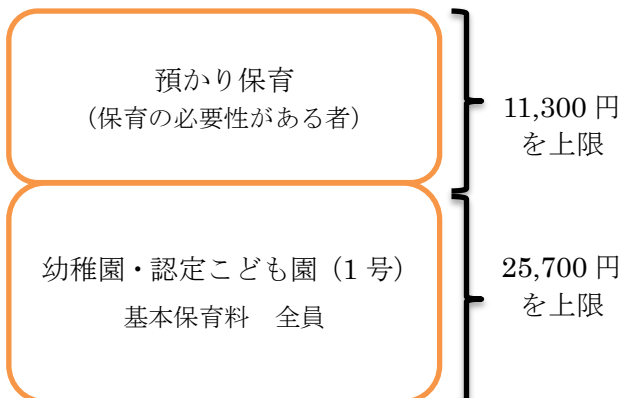 預かり保育
（保育の必要性がある者）
11,300 円
を上限
幼稚園・認定こども園（1 号）
基本保育料　全員
25,700 円
を上限